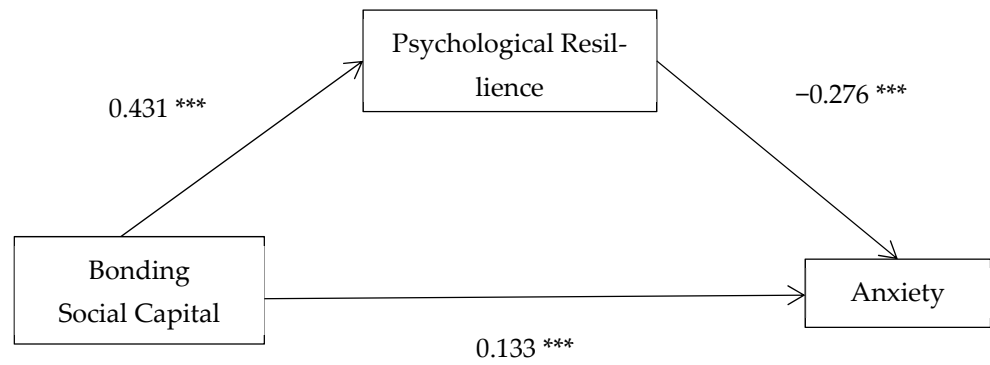 Psychological Resil-
lience
0.431 ***
−0.276 ***
Bonding
Social Capital
Anxiety
0.133 ***